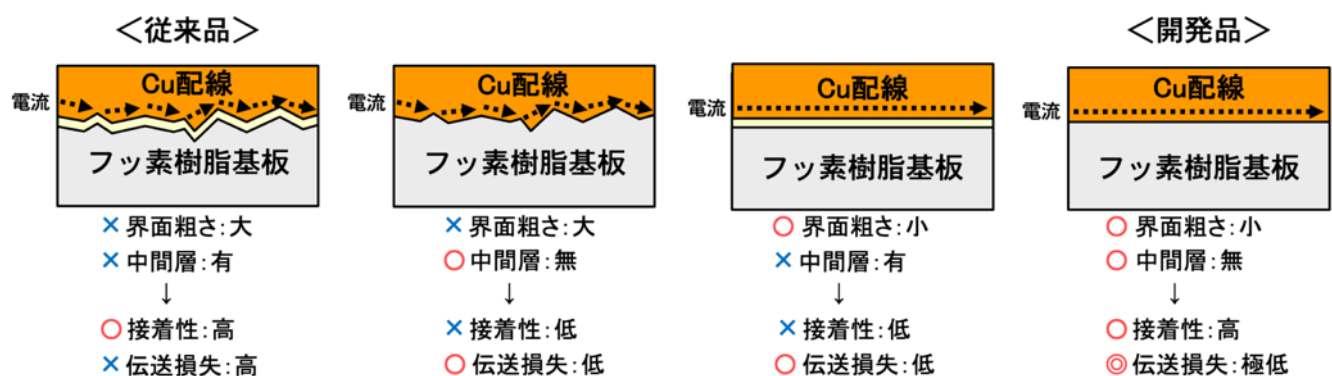 ＜従来品＞
＜開発品＞
電流
Cu配線
フッ素樹脂基板
× 界面粗さ：大
× 中間層：有
↓
○ 接着性：高
× 伝送損失：高
電流
Cu配線
フッ素樹脂基板
× 界面粗さ：大
○ 中間層：無
↓
× 接着性：低
○ 伝送損失：低
電流
Cu配線
フッ素樹脂基板
○ 界面粗さ：小
× 中間層：有
↓
× 接着性：低
○ 伝送損失：低
電流
Cu配線
フッ素樹脂基板
○ 界面粗さ：小
○ 中間層：無
↓
○ 接着性：高
◎ 伝送損失：極低